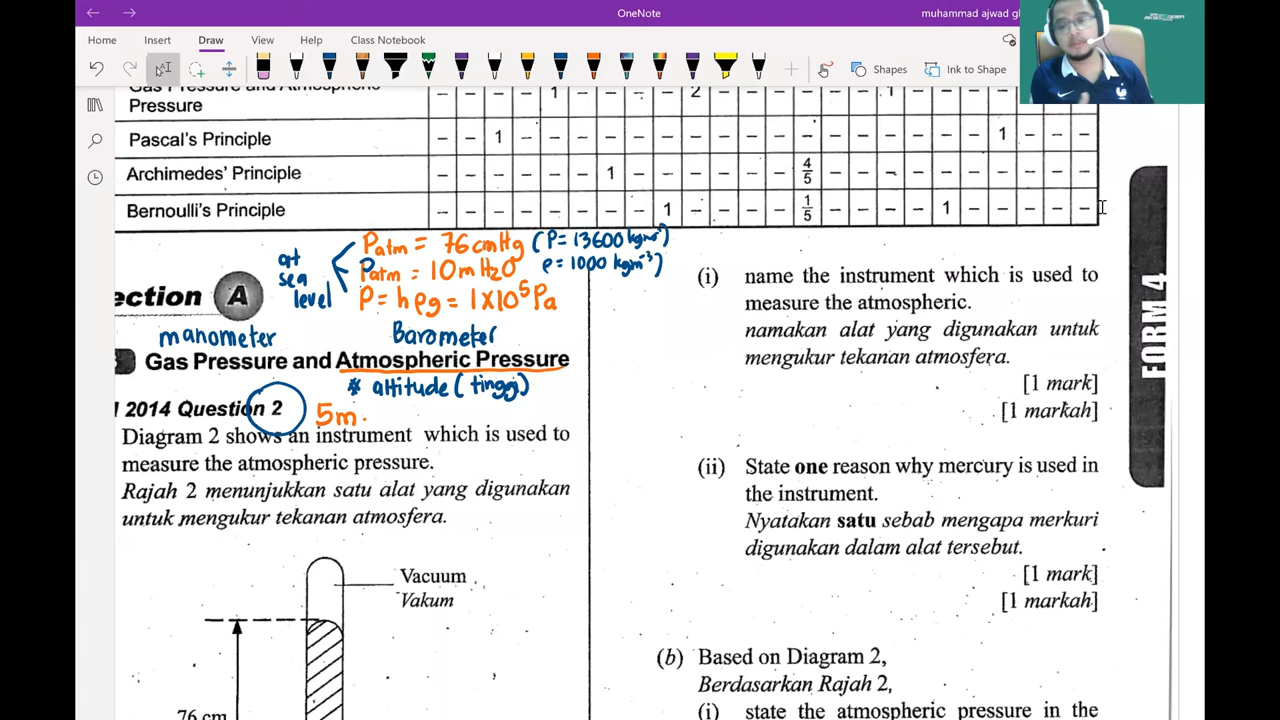 OneNote
muhammad ajwad gh
Home Insert Draw View Help Class Notebook
Shapes
Ink to Shape
1 2 1
Pressure
Pascal's Principle – – 1 – – – – – – – – – – – – – – – – – – 1 – – –
Archimedes' Principle – – – – – – 1 – – – – – – 4/5 – – – – – – – – – –
Bernoulli's Principle – – – – – – – – 1 – – – – 1/5 – – – – 1 – – – – –
at sea level
Patm = 76 cmHg (ρ = 13600 kgm⁻³)
Patm = 10 m H2O ρ = 1000 kgm⁻³)
P = hρg = 1 × 10⁵ Pa
ection A
manometer Barometer
Gas Pressure and Atmospheric Pressure
* altitude (tinggi)
2014 Question 2 5m.
Diagram 2 shows an instrument which is used to
measure the atmospheric pressure.
Rajah 2 menunjukkan satu alat yang digunakan
untuk mengukur tekanan atmosfera.
Vacuum
Vakum
76 cm
(i) name the instrument which is used to
measure the atmospheric.
namakan alat yang digunakan untuk
mengukur tekanan atmosfera.
[1 mark]
[1 markah]
(ii) State one reason why mercury is used in
the instrument.
Nyatakan satu sebab mengapa merkuri
digunakan dalam alat tersebut.
[1 mark]
[1 markah]
(b) Based on Diagram 2,
Berdasarkan Rajah 2,
(i) state the atmospheric pressure in the
FORM 4